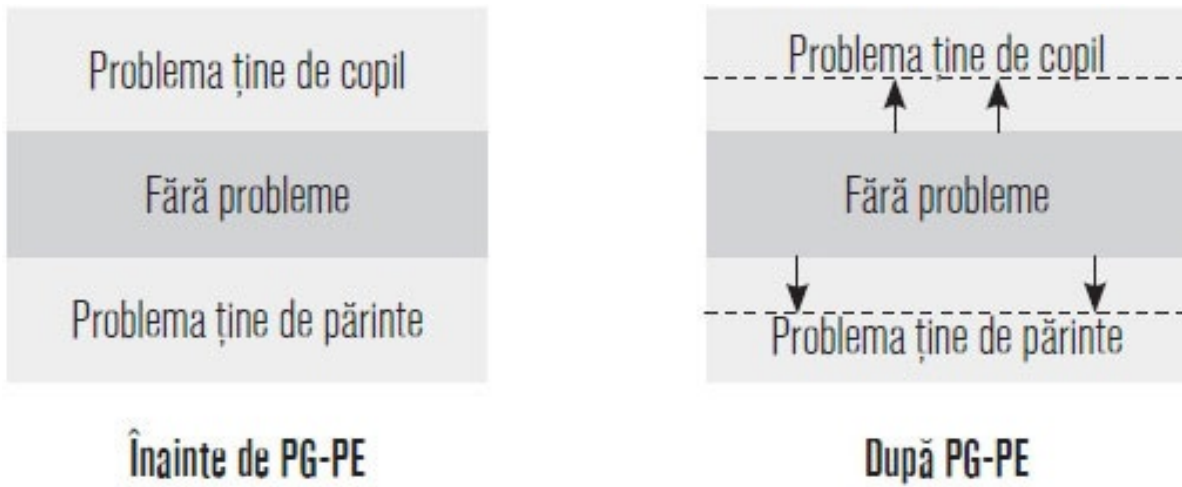 Problema ține de copil
Fără probleme
Problema ține de părinte
Înainte de PG-PE
Problema ține de copil
Fără probleme
Problema ține de părinte
După PG-PE